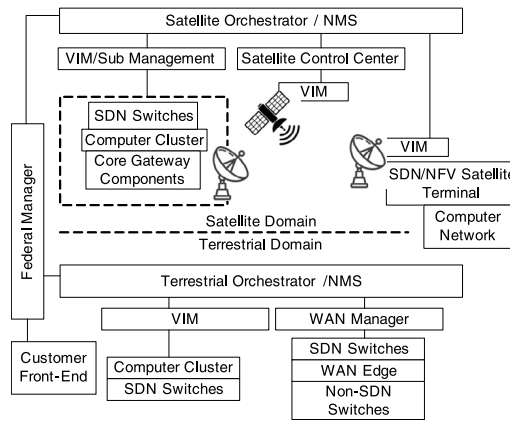 Satellite Orchestrator / NMS
VIM/Sub Management
Satellite Control Center
VIM
SDN Switches
Computer Cluster
Core Gateway
Components
VIM
SDN/NFV Satellite
Terminal
Computer
Network
Federal Manager
Satellite Domain
Terrestrial Domain
Terrestrial Orchestrator /NMS
VIM
WAN Manager
Customer
Front-End
Computer Cluster
SDN Switches
SDN Switches
WAN Edge
Non-SDN
Switches